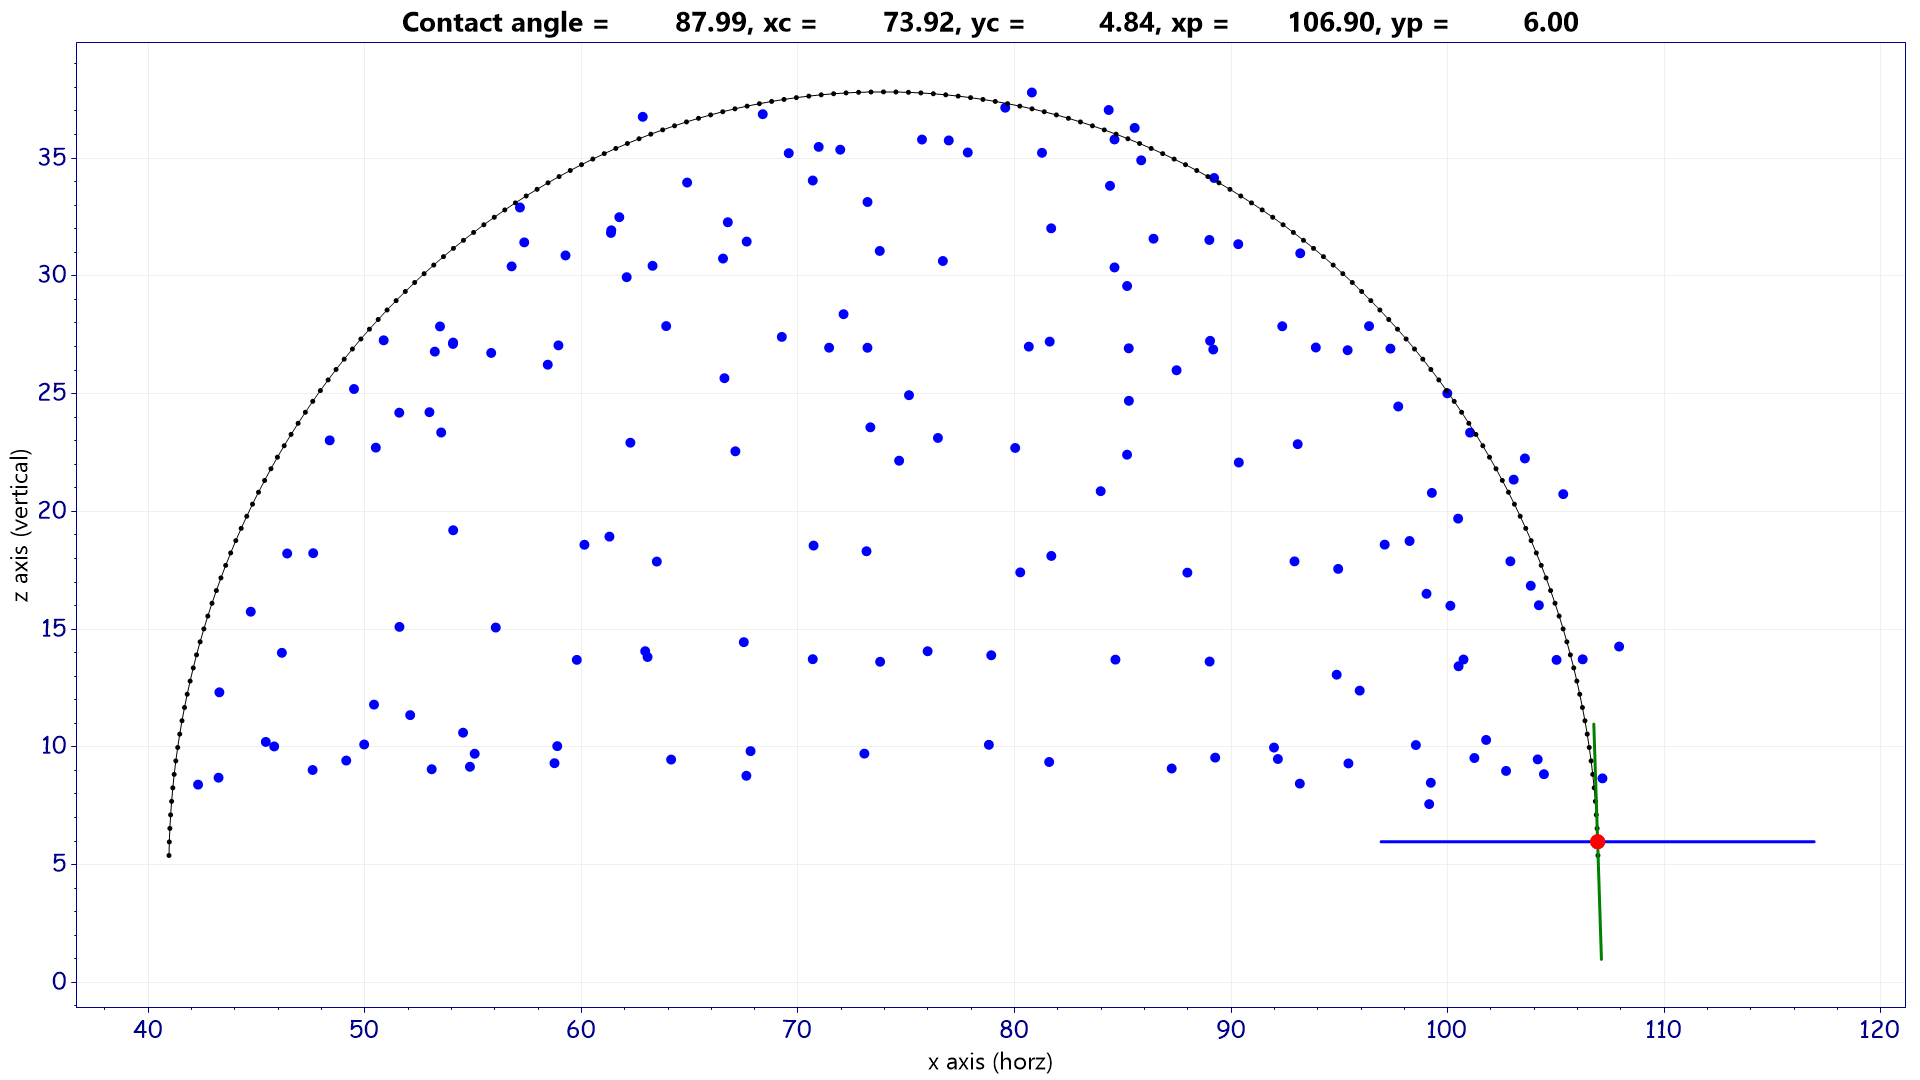 Contact angle = 87.99, xc = 73.92, yc = 4.84, xp = 106.90, yp = 6.00
35
30
25
20
15
10
5
0
z axis (vertical)
40 50 60 70 80 90 100 110 120
x axis (horz)